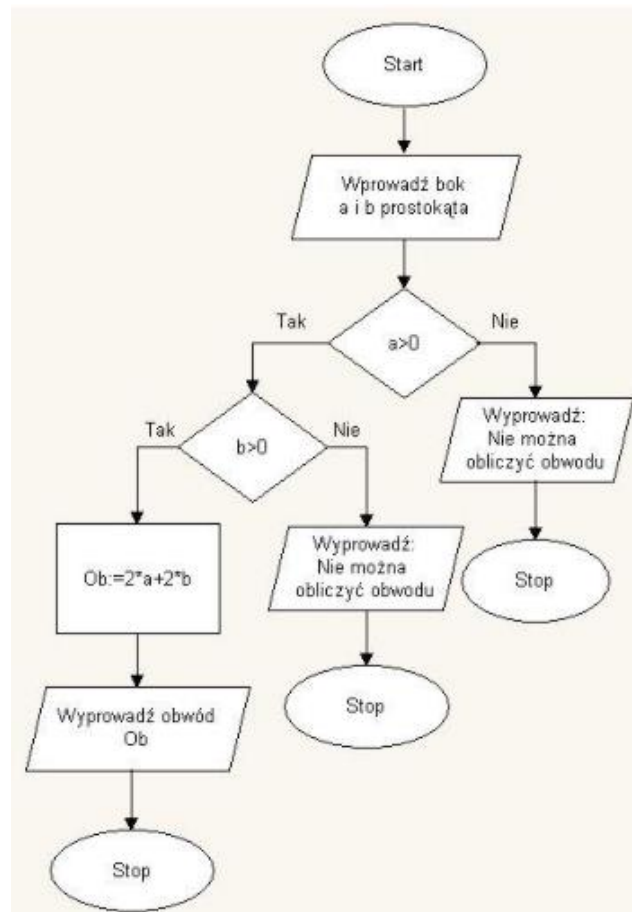 Start
Wprowadź bok
a i b prostokąta
Tak
a>0
Nie
Tak
b>0
Nie
Wyprowadź:
Nie można
obliczyć obwodu
Ob:=2*a+2*b
Wyprowadź:
Nie można
obliczyć obwodu
Stop
Wyprowadź obwód
Ob
Stop
Stop